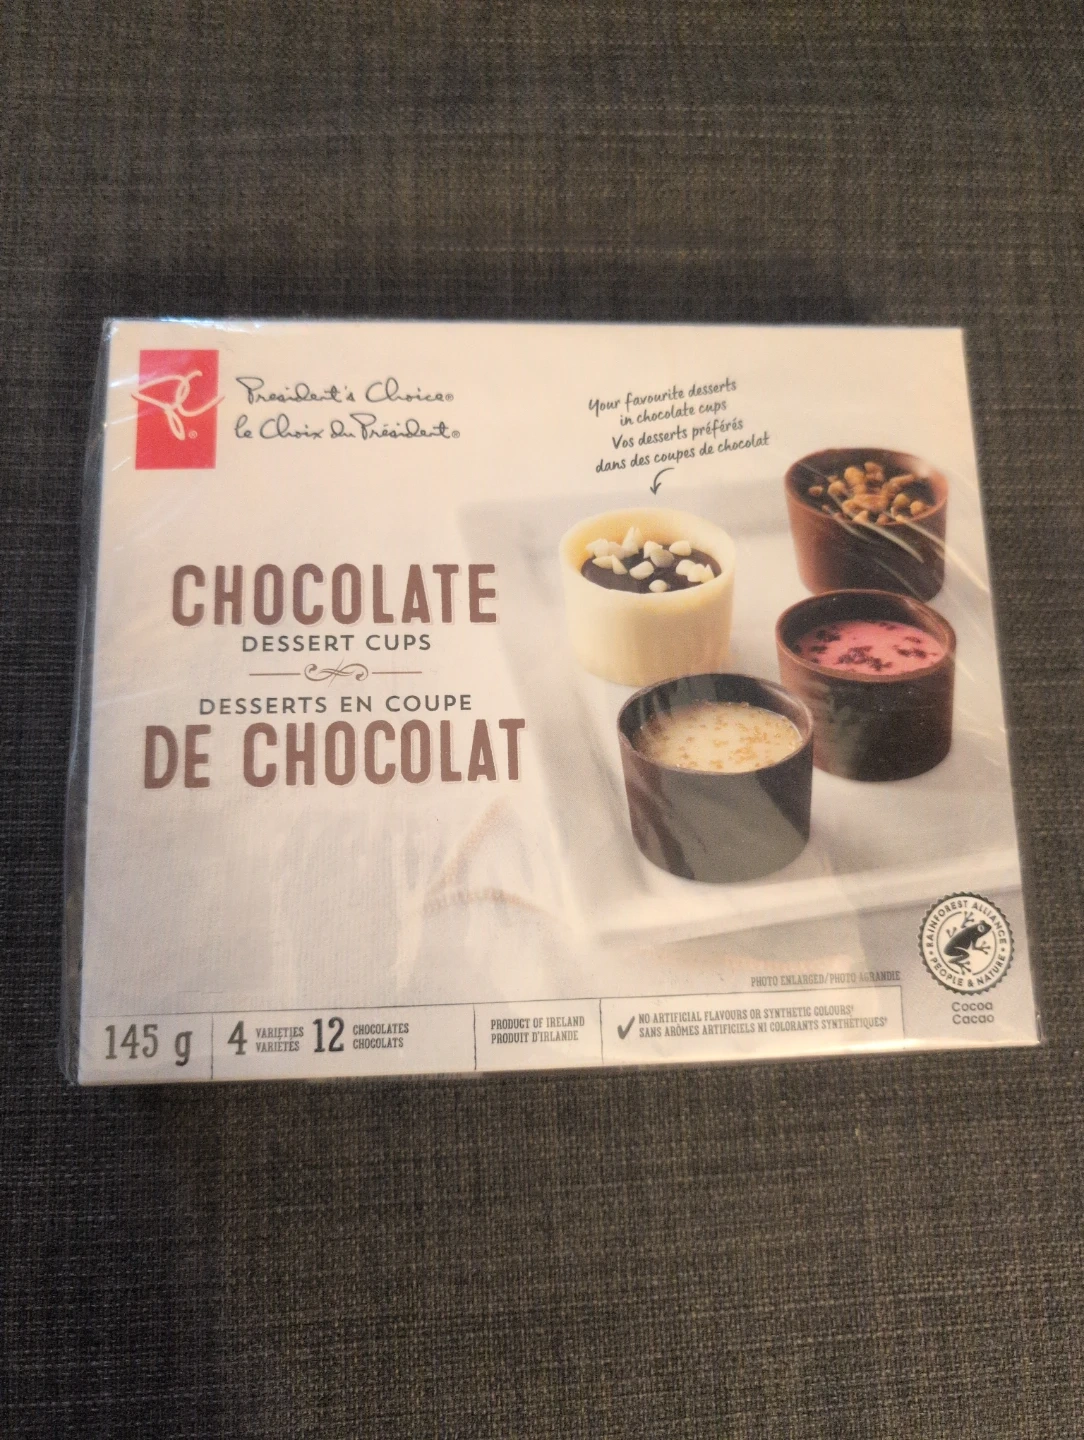 President's Choice®
le Choix du Président®
Your favourite desserts
in chocolate cups
Vos desserts préférés
dans des coupes de chocolat
CHOCOLATE
DESSERT CUPS
DESSERTS EN COUPE
DE CHOCOLAT
RAINFOREST ALLIANCE
PEOPLE & NATURE
Cocoa
Cacao
PHOTO ENLARGED/PHOTO AGRANDIE
145 g
4 VARIETIES
VARIÉTÉS
12 CHOCOLATES
CHOCOLATS
PRODUCT OF IRELAND
PRODUIT D'IRLANDE
NO ARTIFICIAL FLAVOURS OR SYNTHETIC COLOURS†
SANS ARÔMES ARTIFICIELS NI COLORANTS SYNTHÉTIQUES†